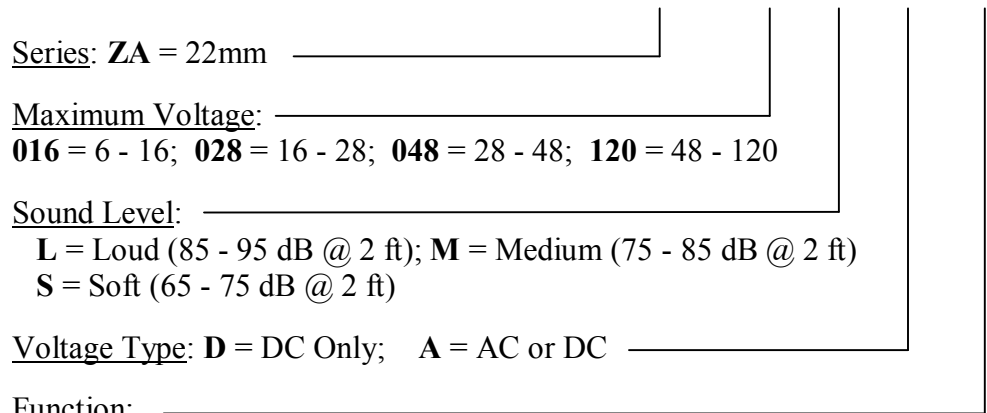 Series: ZA = 22mm
Maximum Voltage:
016 = 6 - 16; 028 = 16 - 28; 048 = 28 - 48; 120 = 48 - 120
Sound Level:
L = Loud (85 - 95 dB @ 2 ft); M = Medium (75 - 85 dB @ 2 ft)
S = Soft (65 - 75 dB @ 2 ft)
Voltage Type: D = DC Only; A = AC or DC
Function: